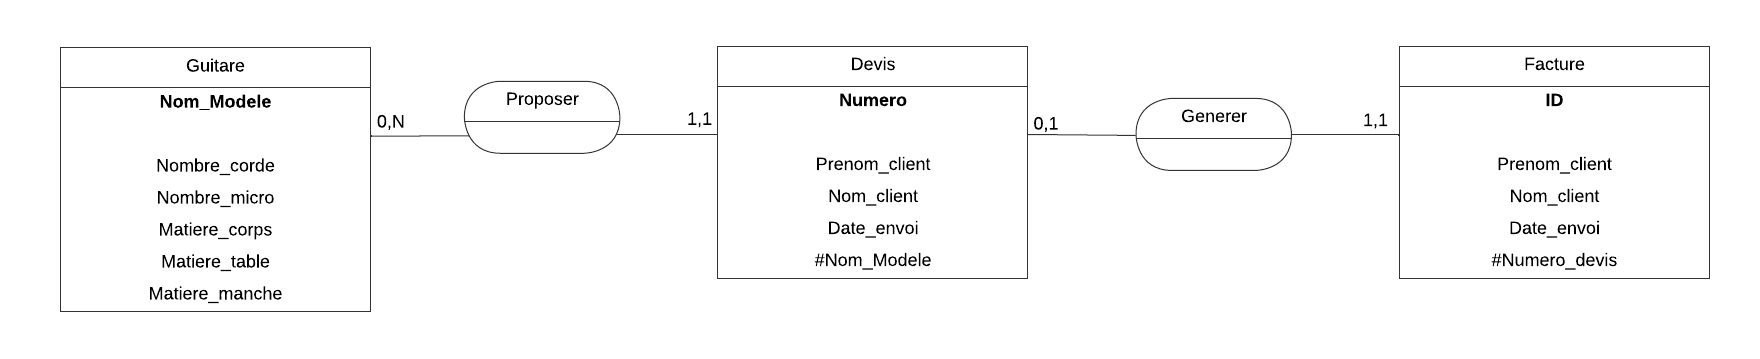 Guitare
Nom_Modele
Nombre_corde
Nombre_micro
Matiere_corps
Matiere_table
Matiere_manche
0,N
Proposer
1,1
Devis
Numero
Prenom_client
Nom_client
Date_envoi
#Nom_Modele
0,1
Generer
1,1
Facture
ID
Prenom_client
Nom_client
Date_envoi
#Numero_devis